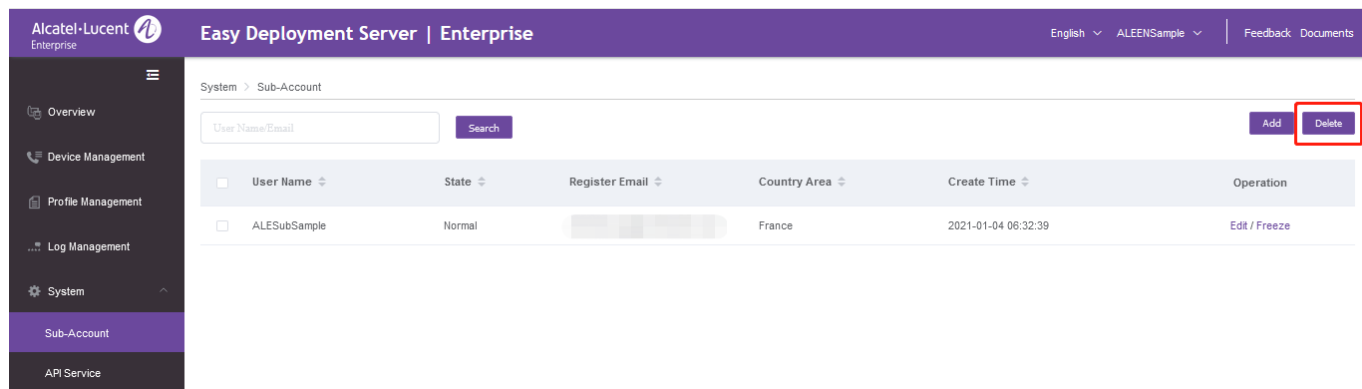 Alcatel·Lucent
Enterprise
Easy Deployment Server | Enterprise
English
ALEENSample
Feedback Documents
System > Sub-Account
Overview
User Name/Email
Search
Add
Delete
Device Management
User Name
State
Register Email
Country Area
Create Time
Operation
Profile Management
ALESubSample
Normal
France
2021-01-04 06:32:39
Edit / Freeze
Log Management
System
Sub-Account
API Service